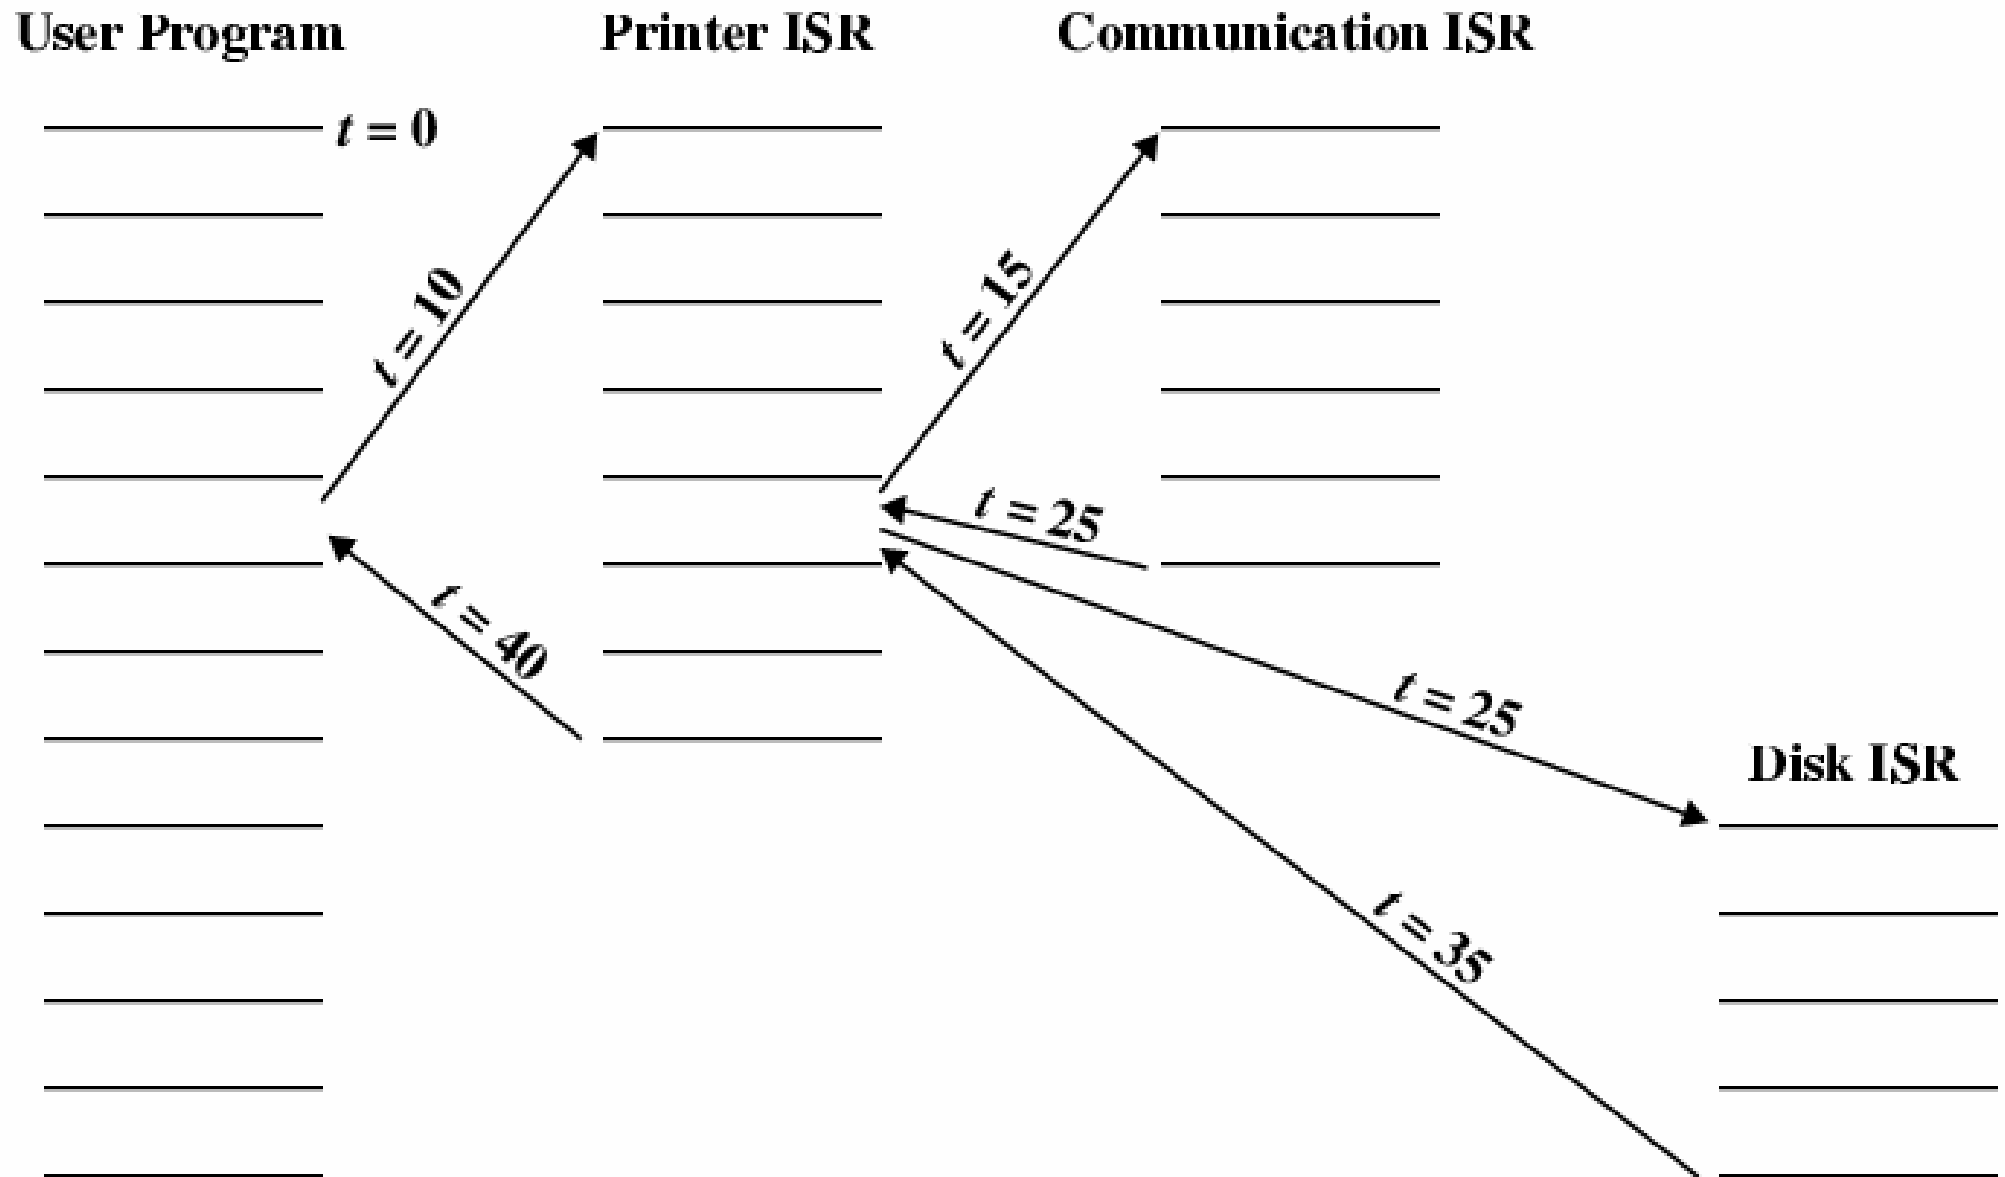 User Program
Printer ISR
Communication ISR
t = 0
t = 10
t = 15
t = 25
t = 40
t = 25
Disk ISR
t = 35